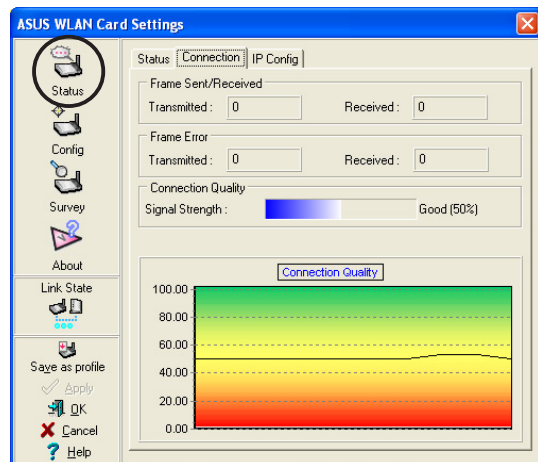 ASUS WLAN Card Settings
Status
Config
Survey
About
Link State
Save as profile
Apply
OK
Cancel
Help
Status Connection IP Config
Frame Sent/Received
Transmitted : 0 Received : 0
Frame Error
Transmitted : 0 Received : 0
Connection Quality
Signal Strength : Good (50%)
Connection Quality
100.00
80.00
60.00
40.00
20.00
0.00